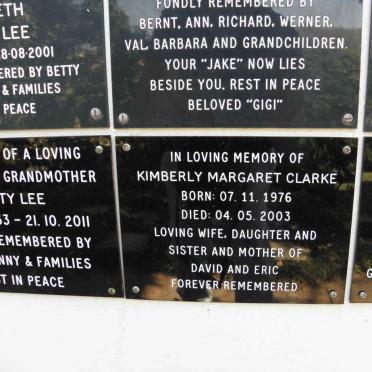 ETH
LEE
8·08·2001
ERED BY BETTY
& FAMILIES
PEACE
FONDLY REMEMBERED BY
BERNT, ANN, RICHARD, WERNER,
VAL, BARBARA AND GRANDCHILDREN.
YOUR "JAKE" NOW LIES
BESIDE YOU. REST IN PEACE
BELOVED "GIGI"
OF A LOVING
GRANDMOTHER
TY LEE
3 - 21. 10. 2011
REMEMBERED BY
NNY & FAMILIES
ST IN PEACE
IN LOVING MEMORY OF
KIMBERLY MARGARET CLARKE
BORN: 07. 11. 1976
DIED: 04. 05. 2003
LOVING WIFE, DAUGHTER AND
SISTER AND MOTHER OF
DAVID AND ERIC
FOREVER REMEMBERED